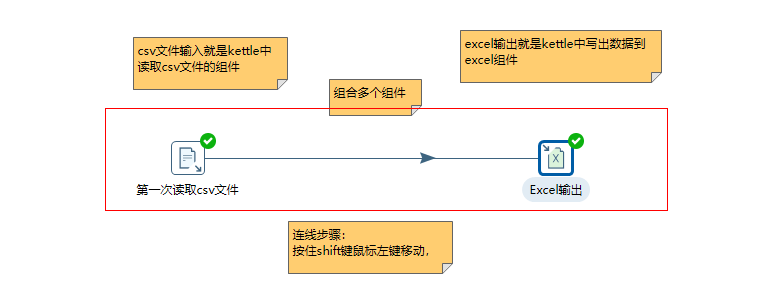 csv文件输入就是kettle中
读取csv文件的组件
excel输出就是kettle中写出数据到
excel组件
组合多个组件
第一次读取csv文件
X
Excel输出
连线步骤：
按住shift键鼠标左键移动，